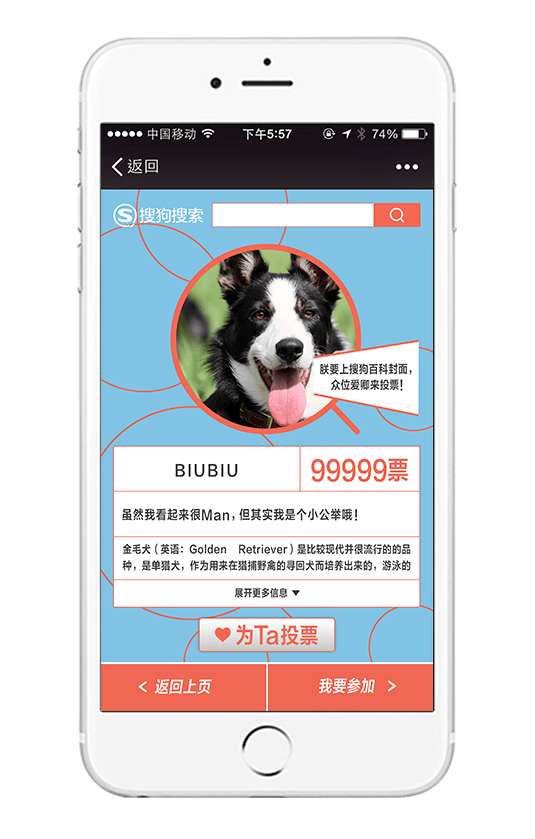 中国移动 下午5:57 74%
返回
搜狗搜索
朕要上搜狗百科封面，
众位爱卿来投票！
BIUBIU 99999票
虽然我看起来很Man，但其实我是个小公举哦！
金毛犬（英语：Golden Retriever）是比较现代并很流行的的品
种，是单猎犬，作为用来在猎捕野禽的寻回犬而培养出来的，游泳的
展开更多信息
为Ta投票
< 返回上页 我要参加 >